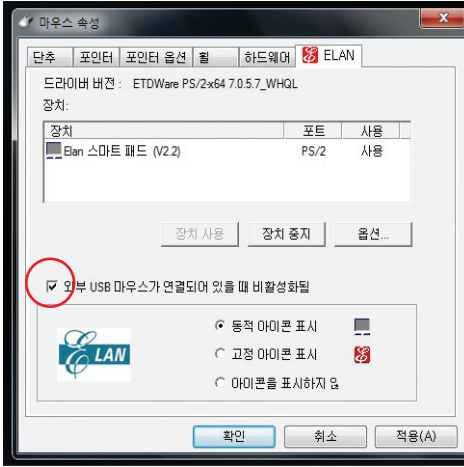 마우스 속성
단추 포인터 포인터 옵션 휠 하드웨어 ELAN
드라이버 버전 : ETDWare PS/2-x64 7.0.5.7_WHQL
장치:
장치 포트 사용
Elan 스마트 패드 (V2.2) PS/2 사용
장치 사용 장치 중지 옵션...
외부 USB 마우스가 연결되어 있을 때 비활성화됨
동적 아이콘 표시
ELAN 고정 아이콘 표시
아이콘을 표시하지 않
확인 취소 적용(A)